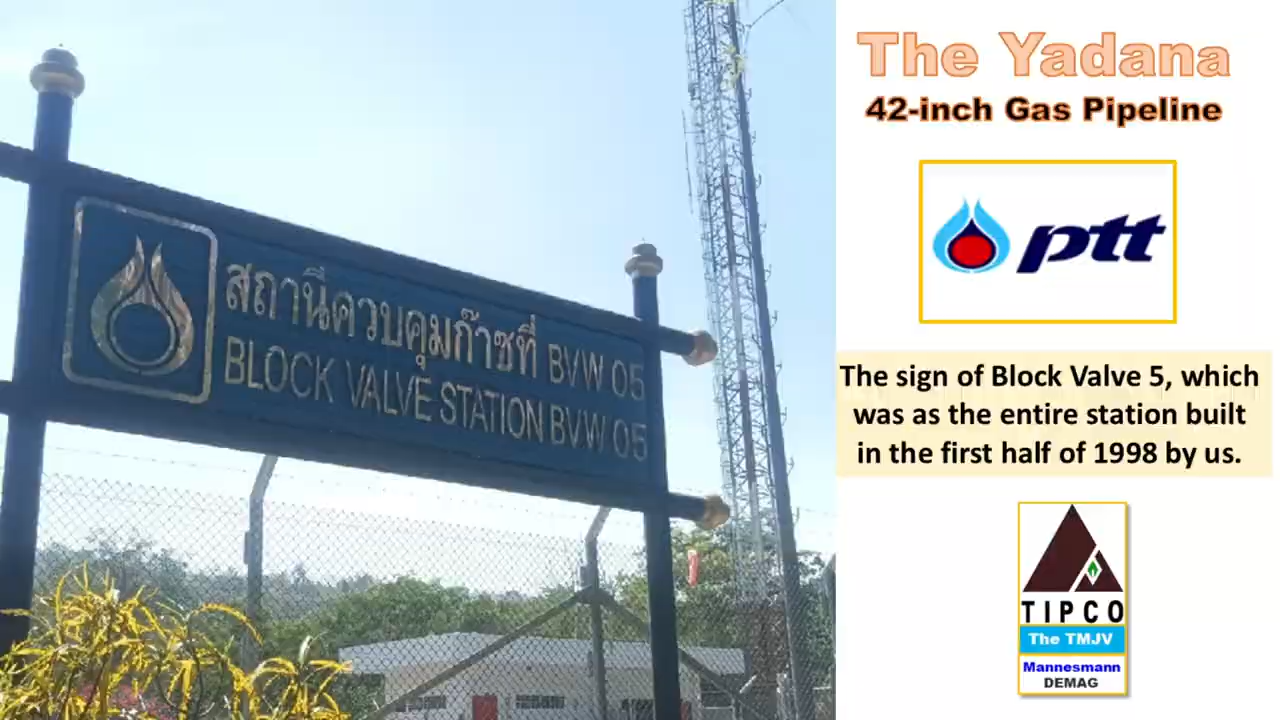 สถานีควบคุมก๊าซที่ BVW 05
BLOCK VALVE STATION BVW 05
The Yadana
42-inch Gas Pipeline
ptt
The sign of Block Valve 5, which
was as the entire station built
in the first half of 1998 by us.
TIPCO
The TMJV
Mannesmann
DEMAG